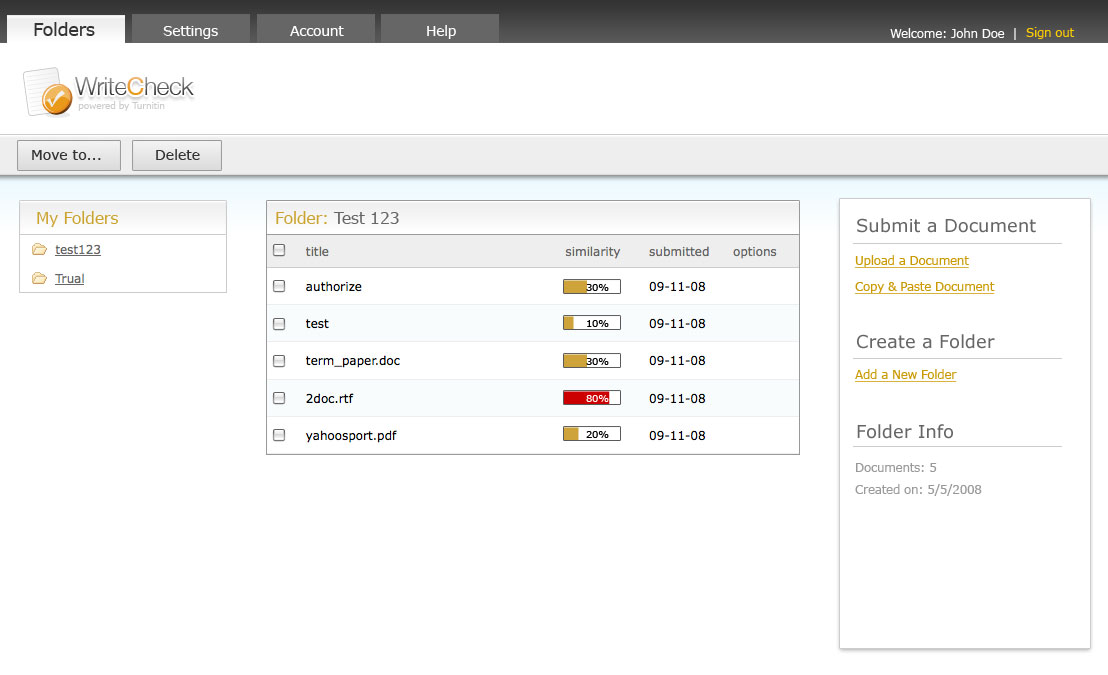 Folders Settings Account Help Welcome: John Doe | Sign out
WriteCheck
powered by Turnitin
Move to... Delete
My Folders
test123
Trual
Folder: Test 123
title similarity submitted options
authorize 30% 09-11-08
test 10% 09-11-08
term_paper.doc 30% 09-11-08
2doc.rtf 80% 09-11-08
yahoosport.pdf 20% 09-11-08
Submit a Document
Upload a Document
Copy & Paste Document
Create a Folder
Add a New Folder
Folder Info
Documents: 5
Created on: 5/5/2008